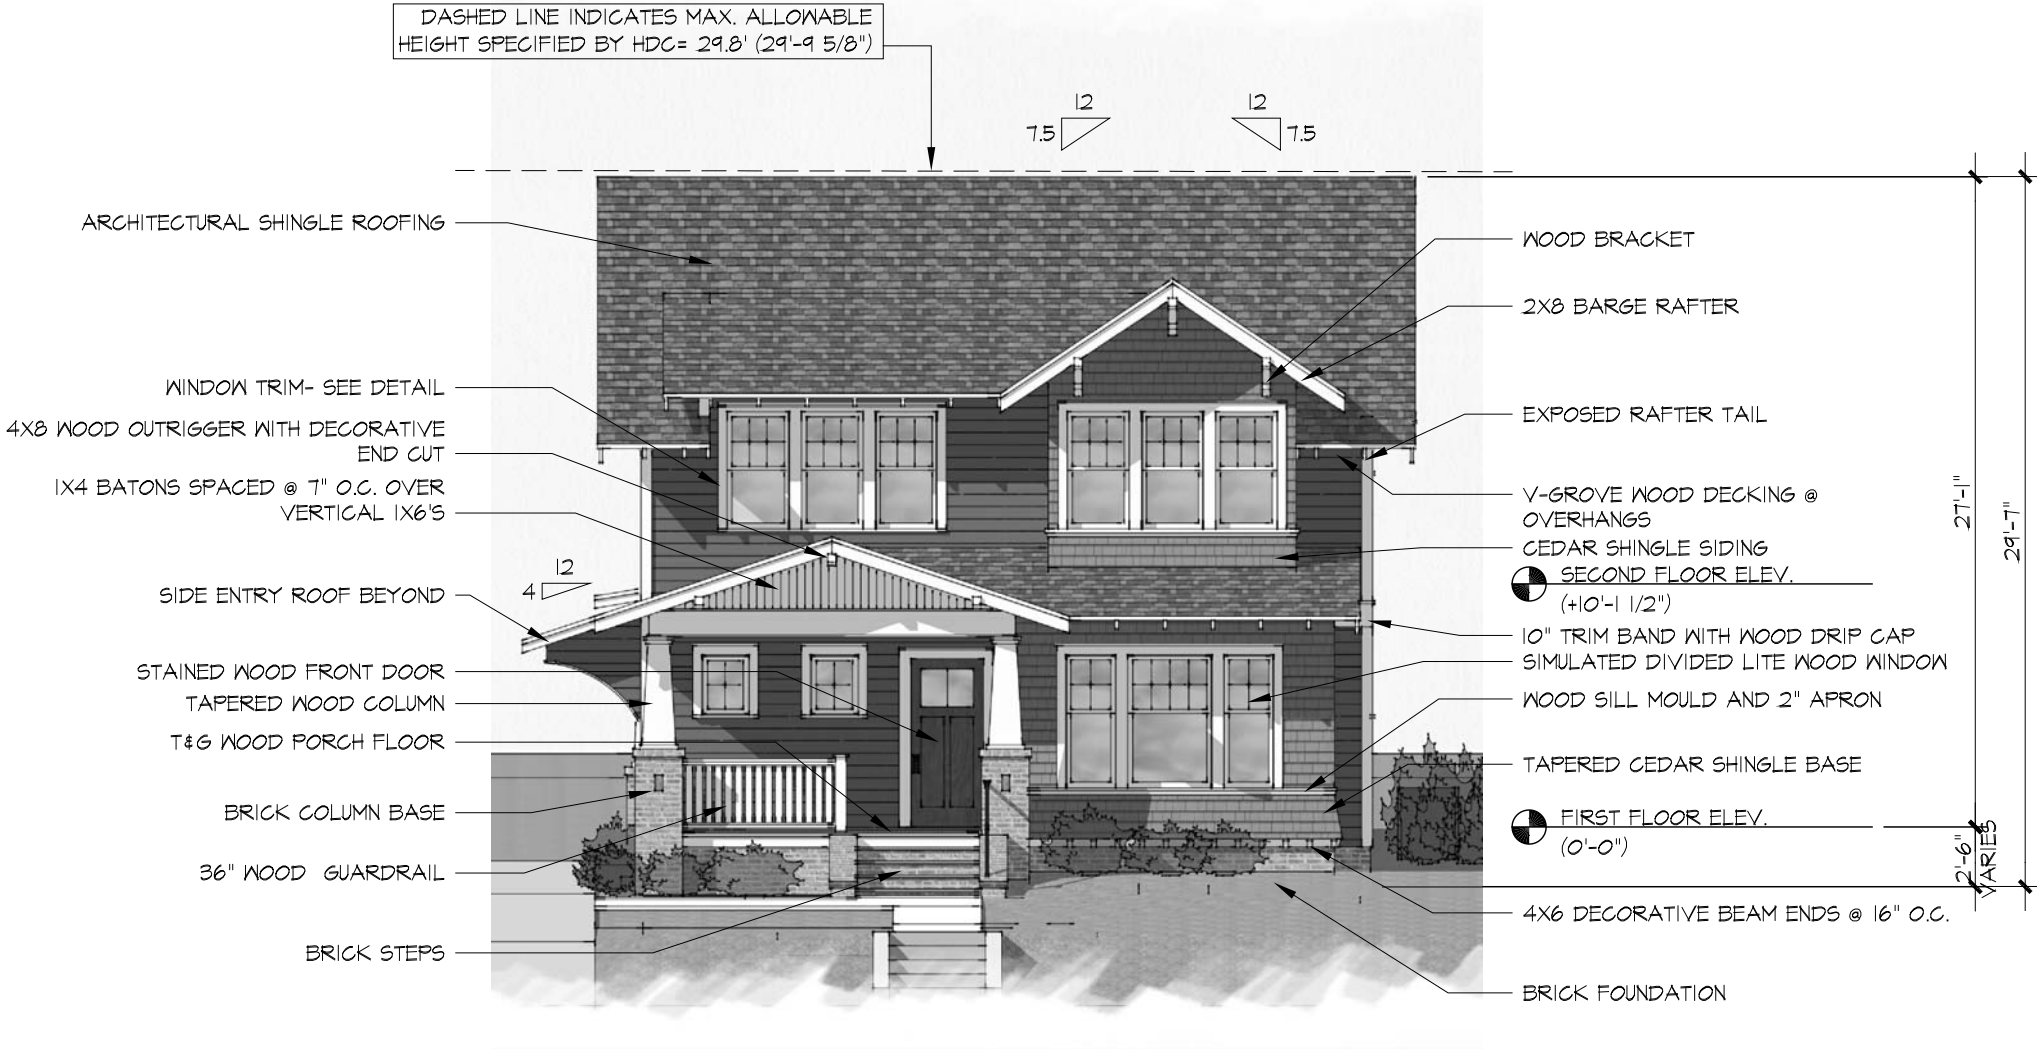 DASHED LINE INDICATES MAX. ALLOWABLE
HEIGHT SPECIFIED BY HDC= 29.8' (29'-9 5/8")
12
7.5
12
7.5
ARCHITECTURAL SHINGLE ROOFING
WINDOW TRIM- SEE DETAIL
4X8 WOOD OUTRIGGER WITH DECORATIVE
END CUT
1X4 BATONS SPACED @ 7" O.C. OVER
VERTICAL 1X6'S
12
4
SIDE ENTRY ROOF BEYOND
STAINED WOOD FRONT DOOR
TAPERED WOOD COLUMN
T&G WOOD PORCH FLOOR
BRICK COLUMN BASE
36" WOOD GUARDRAIL
BRICK STEPS
WOOD BRACKET
2X8 BARGE RAFTER
EXPOSED RAFTER TAIL
V-GROVE WOOD DECKING @
OVERHANGS
CEDAR SHINGLE SIDING
SECOND FLOOR ELEV.
(+10'-1 1/2")
10" TRIM BAND WITH WOOD DRIP CAP
SIMULATED DIVIDED LITE WOOD WINDOW
WOOD SILL MOULD AND 2" APRON
TAPERED CEDAR SHINGLE BASE
FIRST FLOOR ELEV.
(0'-0")
4X6 DECORATIVE BEAM ENDS @ 16" O.C.
BRICK FOUNDATION
27'-1"
29'-7"
2'-6"
VARIES